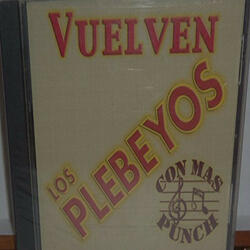 VUELVEN
LOS PLEBEYOS
CON MAS
PUNCH